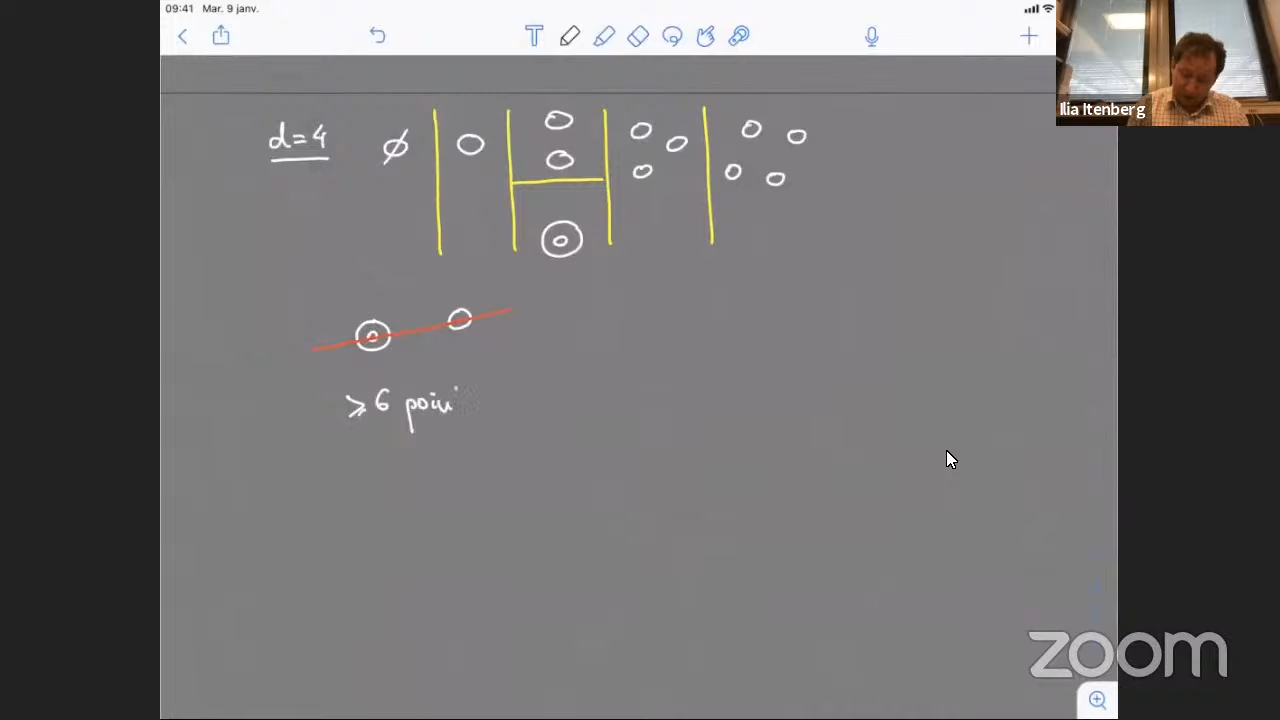 09:41 Mar. 9 janv.
Ilia Itenberg
d=4 ∅
⩾ 6 poin
zoom